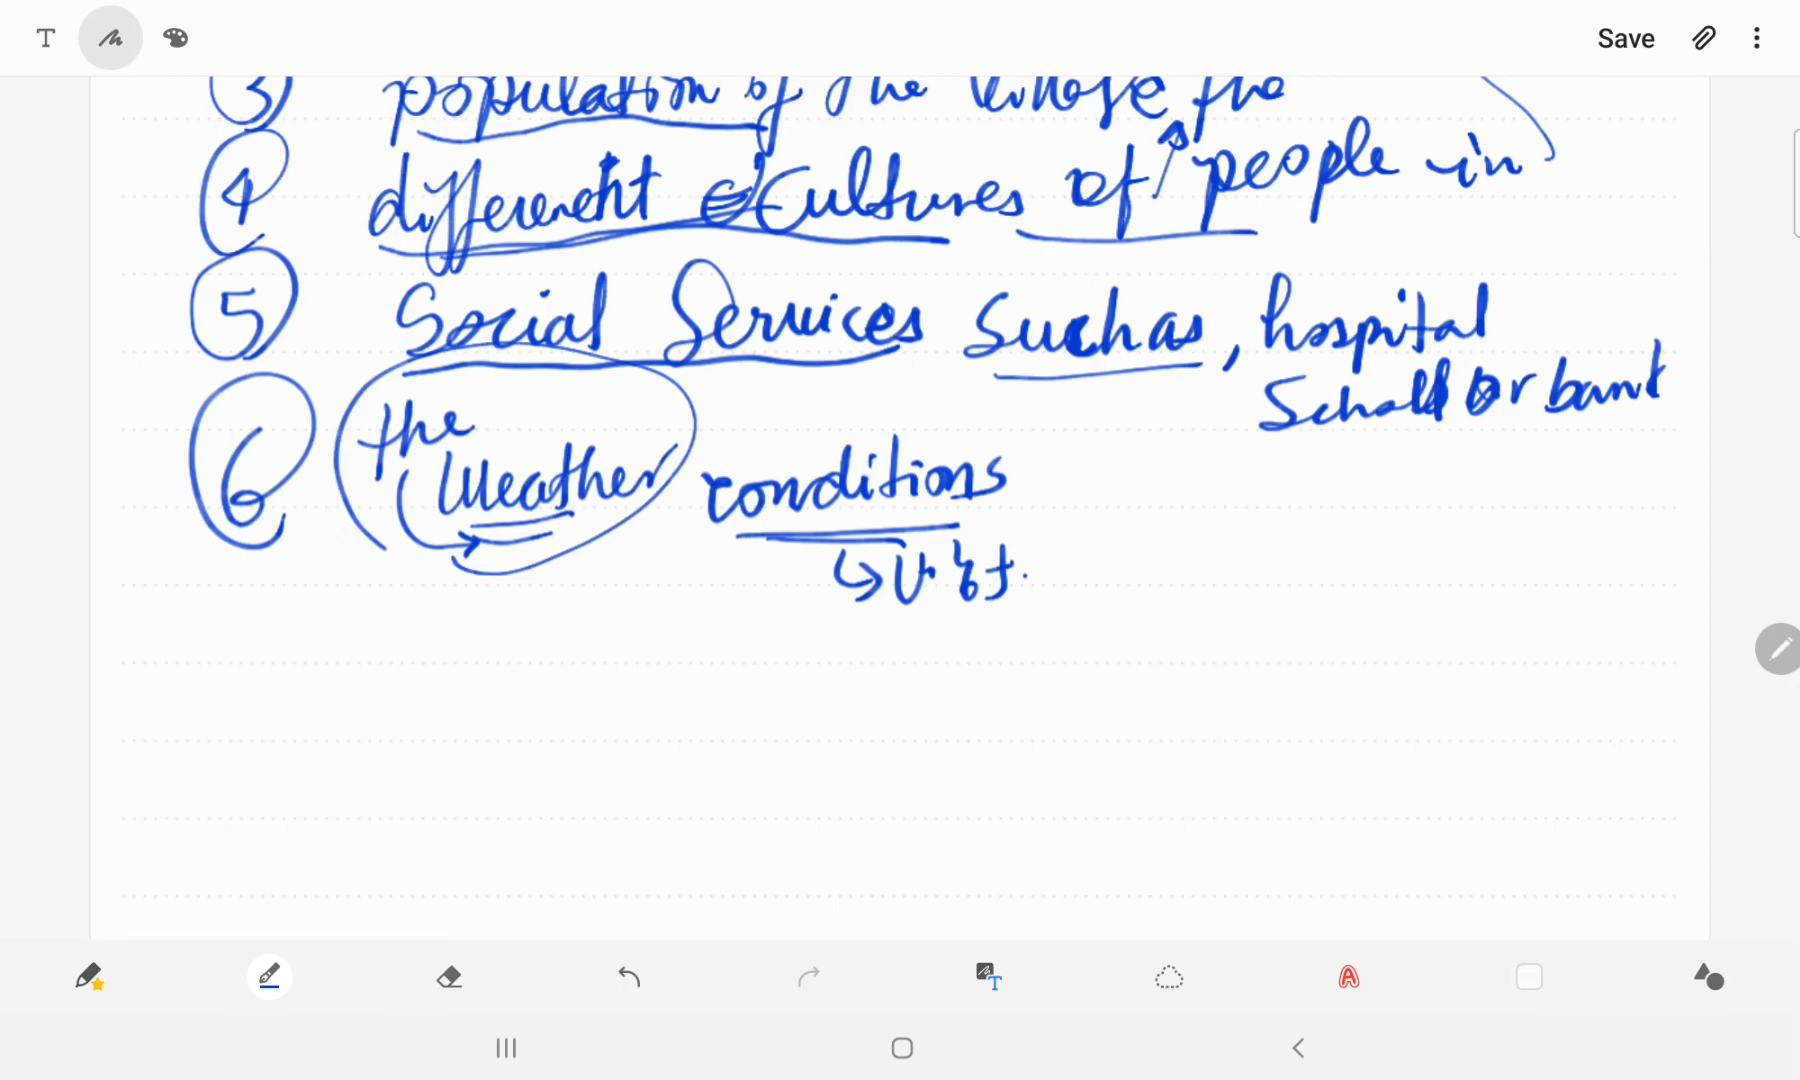 Save
3 population of the the
4 different Cultures of people in
5 Social Services Such as, hospital
School or bank
6 the
Weather conditions